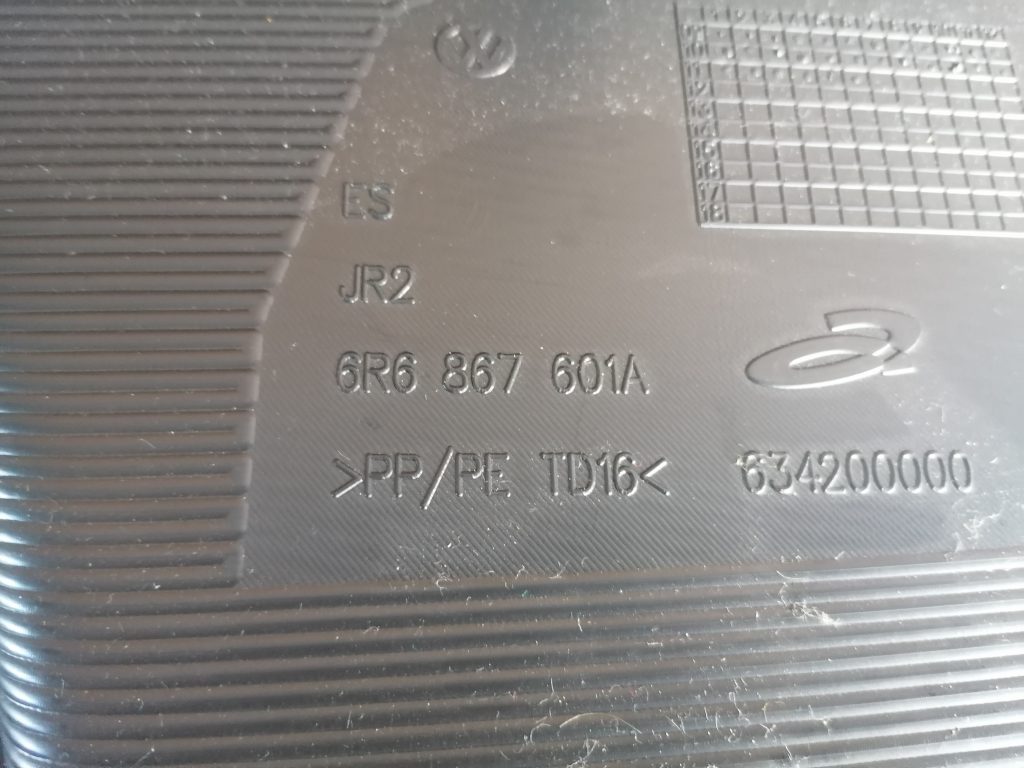 ES
JR2
6R6 867 601A
>PP/PE TD16< 634200000